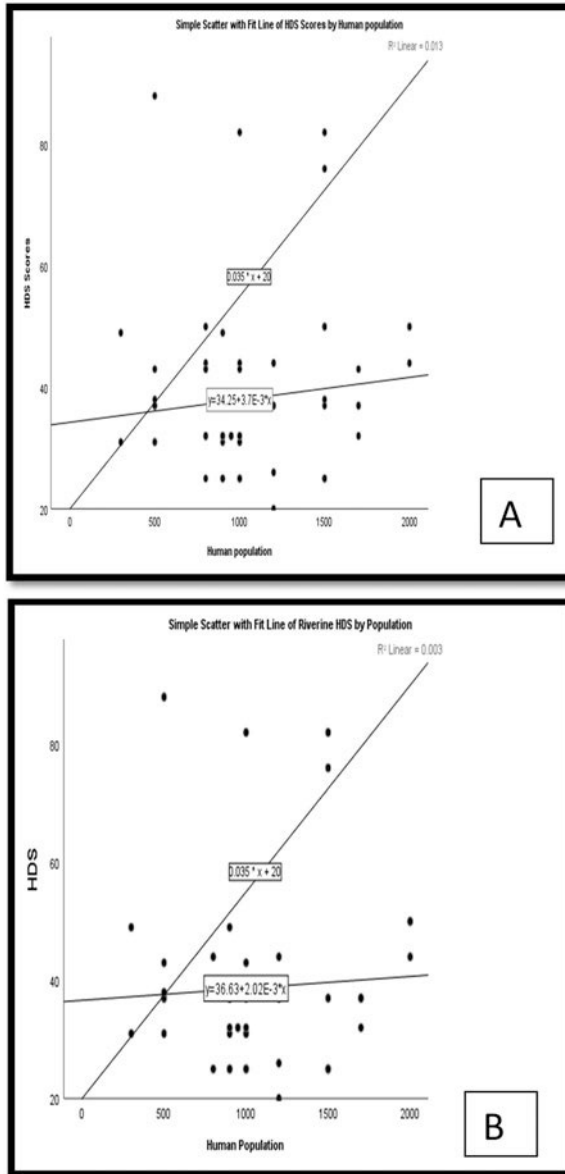 Simple Scatter with Fit Line of HDS Scores by Human population
R² Linear = 0.013
80
60
40
20
HDS Scores
0.035 * x + 20
y=34.25+3.7E-3*x
0 500 1000 1500 2000
Human population
A
Simple Scatter with Fit Line of Riverine HDS by Population
R² Linear = 0.003
80
60
40
20
HDS
0.035 * x + 20
y=36.63+2.02E-3*x
0 500 1000 1500 2000
Human Population
B